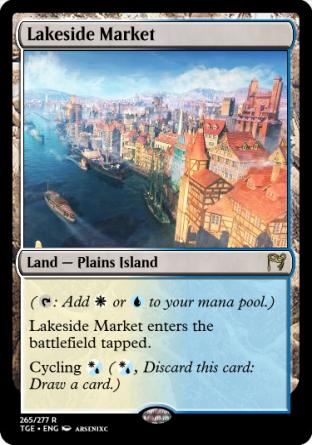 Lakeside Market
Land — Plains Island
(T: Add W or U to your mana pool.)
Lakeside Market enters the
battlefield tapped.
Cycling W/U (W/U, Discard this card:
Draw a card.)
265/277 R
TGE • ENG ARSENIXC